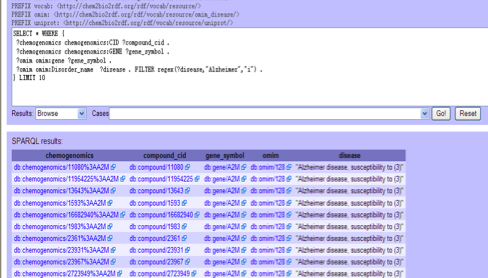 PREFIX vocab: <http://chem2bio2rdf.org/rdf/vocab/resource/>
PREFIX omim: <http://chem2bio2rdf.org/rdf/vocab/resource/omim_disease/>
PREFIX uniprot: <http://chem2bio2rdf.org/rdf/vocab/resource/uniprot/>
SELECT * WHERE {
?chemogenomics chemogenomics:CID ?compound_cid .
?chemogenomics chemogenomics:GENE ?gene_symbol .
?omim omim:gene ?gene_symbol .
?omim omim:Disorder_name ?disease . FILTER regex(?disease,"Alzheimer","i") .
} LIMIT 10
Results: Browse Cases Go! Reset
SPARQL results:
chemogenomics compound_cid gene_symbol omim disease
db:chemogenomics/11080%3AA2M db:compound/11080 db:gene/A2M db:omim/128 "Alzheimer disease, susceptibility to (3)"
db:chemogenomics/11954225%3AA2M db:compound/11954225 db:gene/A2M db:omim/128 "Alzheimer disease, susceptibility to (3)"
db:chemogenomics/13643%3AA2M db:compound/13643 db:gene/A2M db:omim/128 "Alzheimer disease, susceptibility to (3)"
db:chemogenomics/1593%3AA2M db:compound/1593 db:gene/A2M db:omim/128 "Alzheimer disease, susceptibility to (3)"
db:chemogenomics/16682940%3AA2M db:compound/16682940 db:gene/A2M db:omim/128 "Alzheimer disease, susceptibility to (3)"
db:chemogenomics/1983%3AA2M db:compound/1983 db:gene/A2M db:omim/128 "Alzheimer disease, susceptibility to (3)"
db:chemogenomics/2361%3AA2M db:compound/2361 db:gene/A2M db:omim/128 "Alzheimer disease, susceptibility to (3)"
db:chemogenomics/23931%3AA2M db:compound/23931 db:gene/A2M db:omim/128 "Alzheimer disease, susceptibility to (3)"
db:chemogenomics/23967%3AA2M db:compound/23967 db:gene/A2M db:omim/128 "Alzheimer disease, susceptibility to (3)"
db:chemogenomics/2723949%3AA2M db:compound/2723949 db:gene/A2M db:omim/128 "Alzheimer disease, susceptibility to (3)"